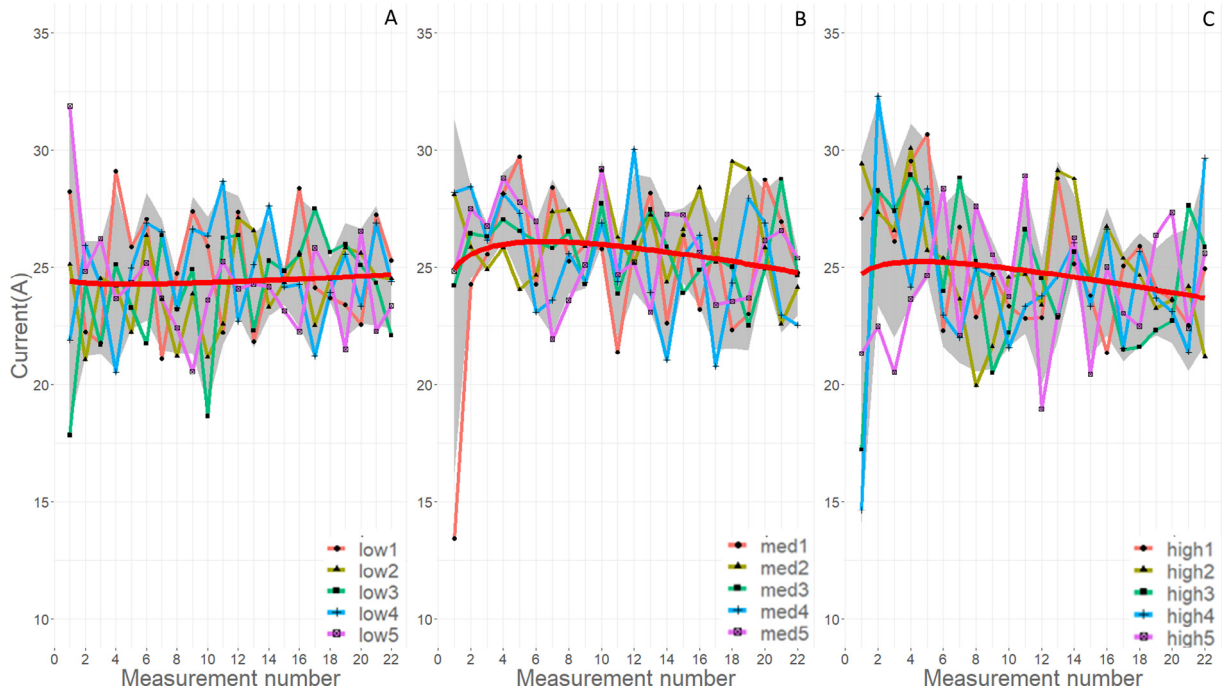 A B C
35 35 35
30 30 30
25 25 25
20 20 20
15 15 15
10 10 10
Current(A)
low1 med1 high1
low2 med2 high2
low3 med3 high3
low4 med4 high4
low5 med5 high5
0 2 4 6 8 10 12 14 16 18 20 22 0 2 4 6 8 10 12 14 16 18 20 22 0 2 4 6 8 10 12 14 16 18 20 22
Measurement number Measurement number Measurement number